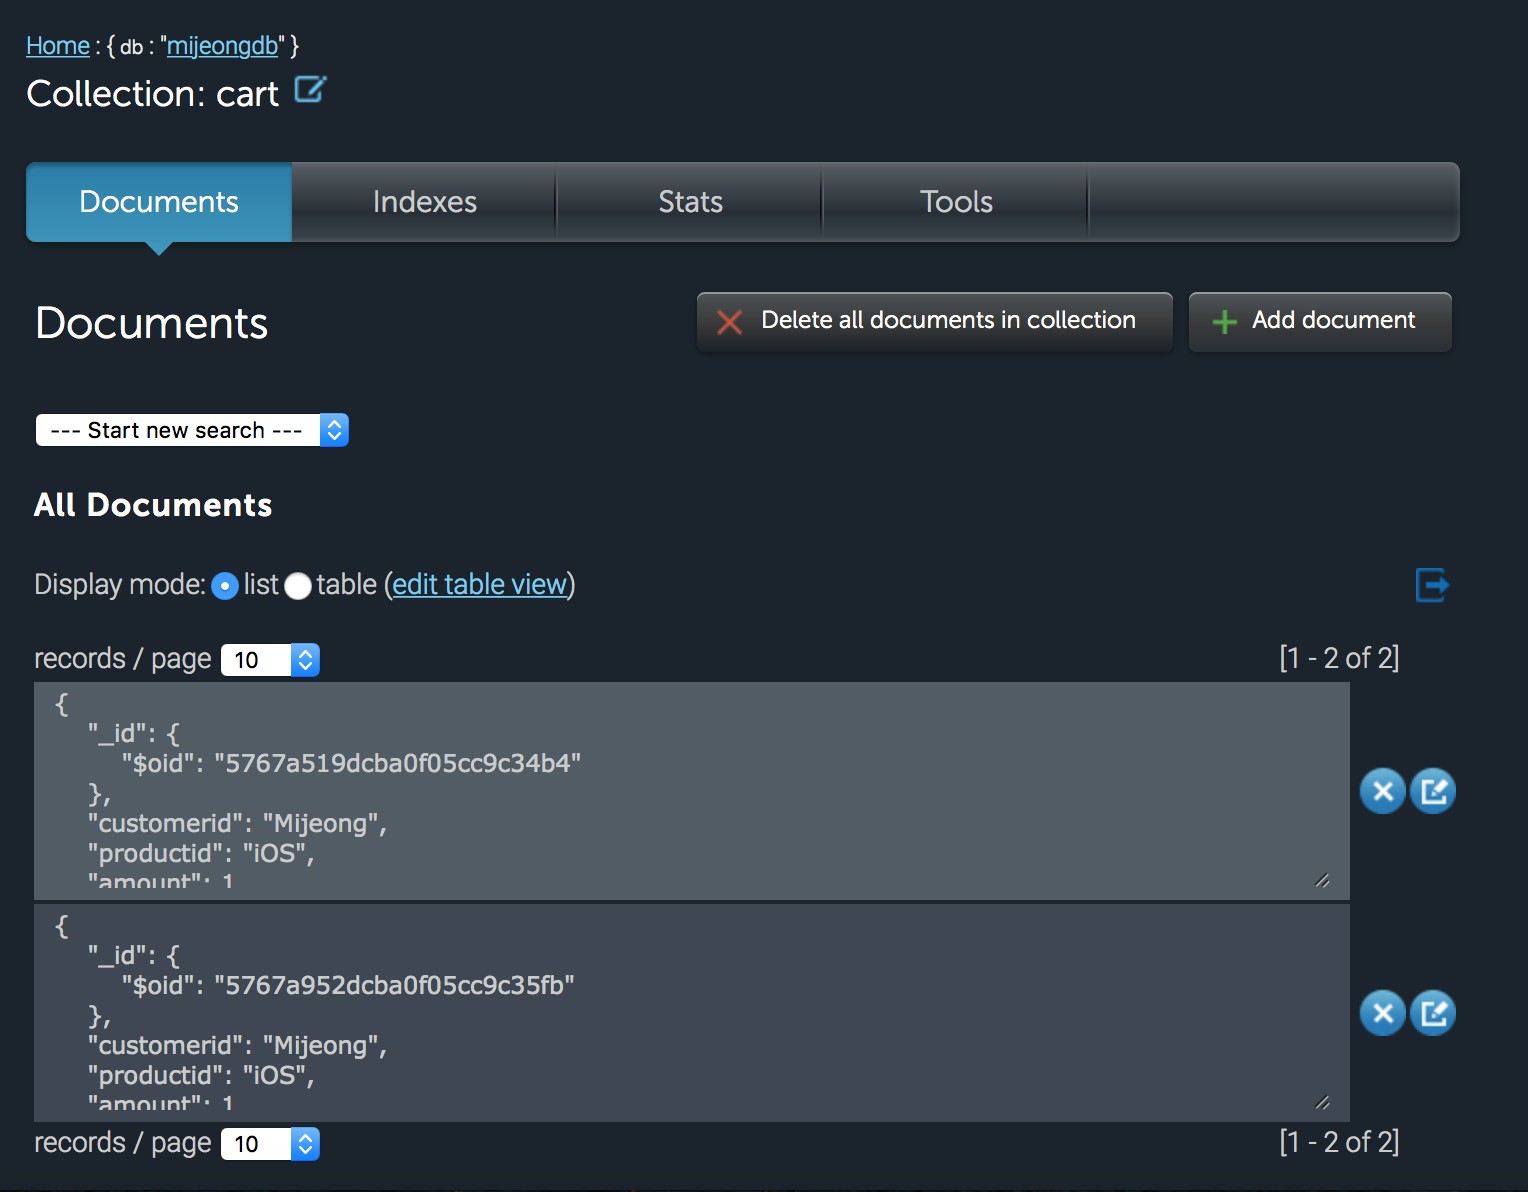 Home : { db : "mijeongdb" }
Collection: cart
Documents Indexes Stats Tools
Documents Delete all documents in collection Add document
--- Start new search ---
All Documents
Display mode: list table (edit table view)
records / page 10 [1 - 2 of 2]
{
"_id": {
"$oid": "5767a519dcba0f05cc9c34b4"
},
"customerid": "Mijeong",
"productid": "iOS",
"amount": 1
{
"_id": {
"$oid": "5767a952dcba0f05cc9c35fb"
},
"customerid": "Mijeong",
"productid": "iOS",
"amount": 1
records / page 10 [1 - 2 of 2]